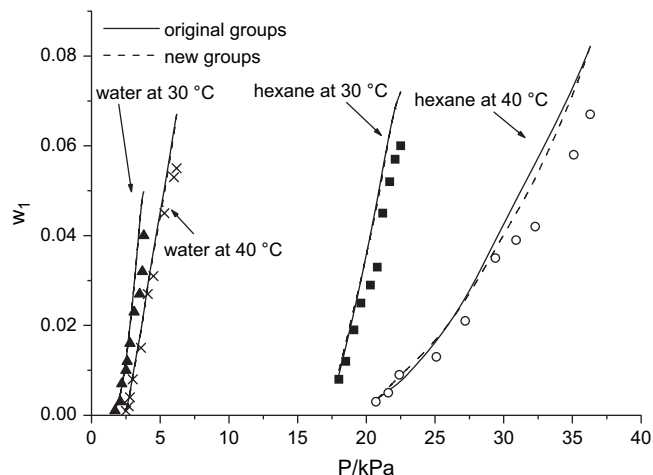 original groups
new groups
water at 30 °C
hexane at 30 °C
hexane at 40 °C
water at 40 °C
w1
0.08
0.06
0.04
0.02
0.00
0 5 10 15 20 25 30 35 40
P/kPa